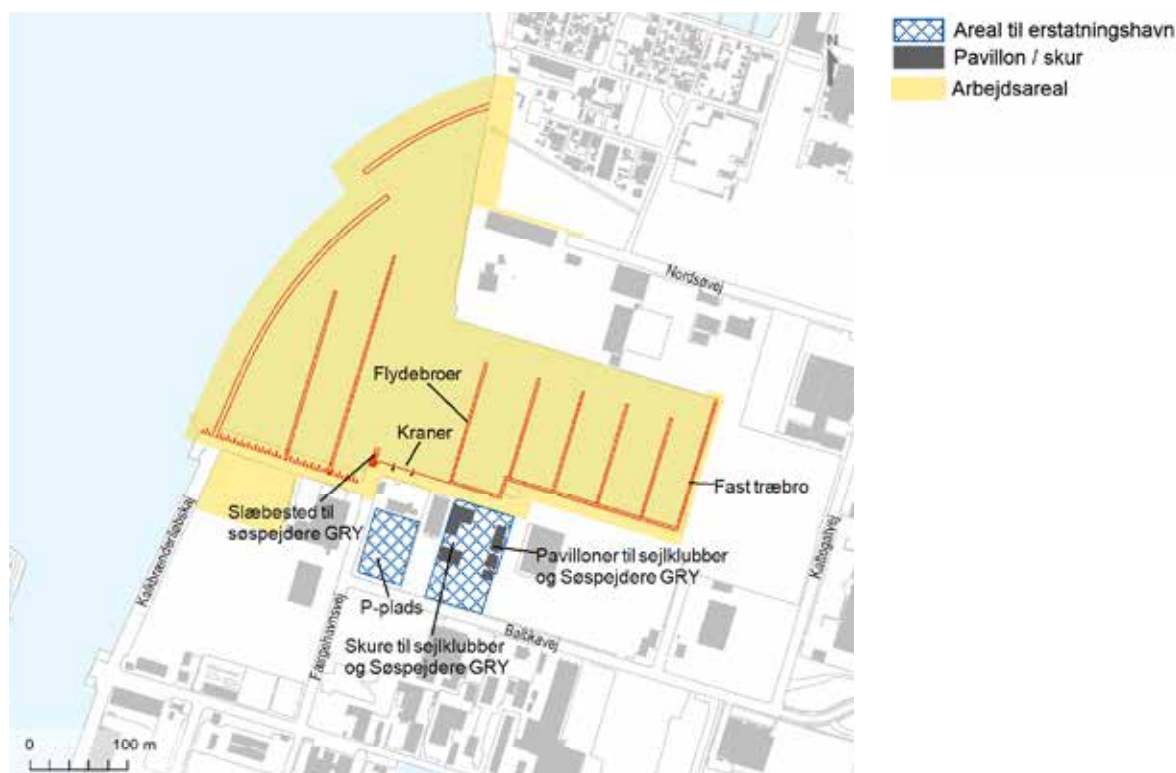 Areal til erstatningshavn
Pavillon / skur
Arbejdsareal
N
Nordsøvej
Flydebroer
Kraner
Fast træbro
Slæbested til
søspejdere GRY
Pavilloner til sejlklubber
og Søspejdere GRY
P-plads
Skure til sejlklubber
og Søspejdere GRY
Kalkbrænderiløbskaj
Færgehavnsvej
Baltikavej
Kattegatvej
0 100 m